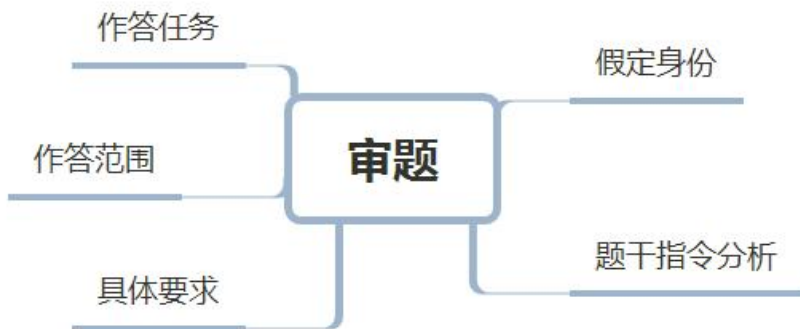 作答任务
假定身份
审题
作答范围
题干指令分析
具体要求